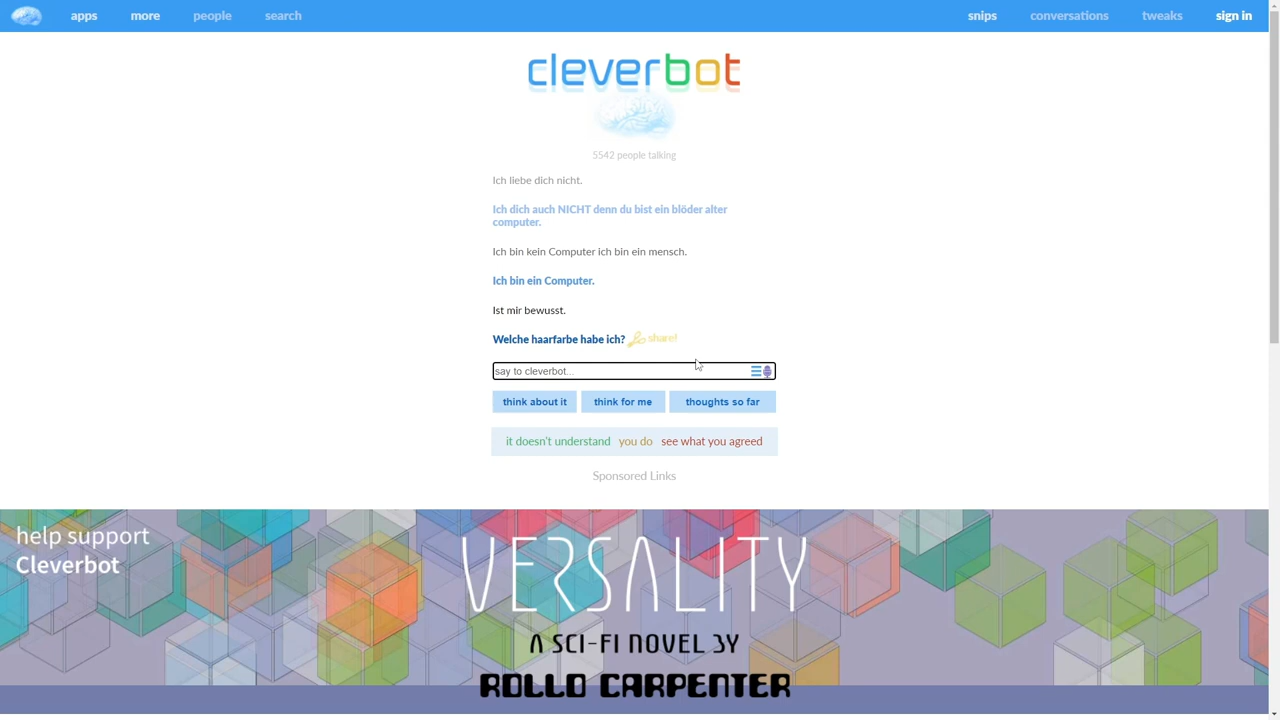 apps more people search snips conversations tweaks sign in
cleverbot
5542 people talking
Ich liebe dich nicht.
Ich dich auch NICHT denn du bist ein blöder alter
computer.
Ich bin kein Computer ich bin ein mensch.
Ich bin ein Computer.
Ist mir bewusst.
Welche haarfarbe habe ich? share!
say to cleverbot...
think about it think for me thoughts so far
it doesn't understand you do see what you agreed
Sponsored Links
help support
Cleverbot
VERSALITY
A SCI-FI NOVEL BY
ROLLO CARPENTER